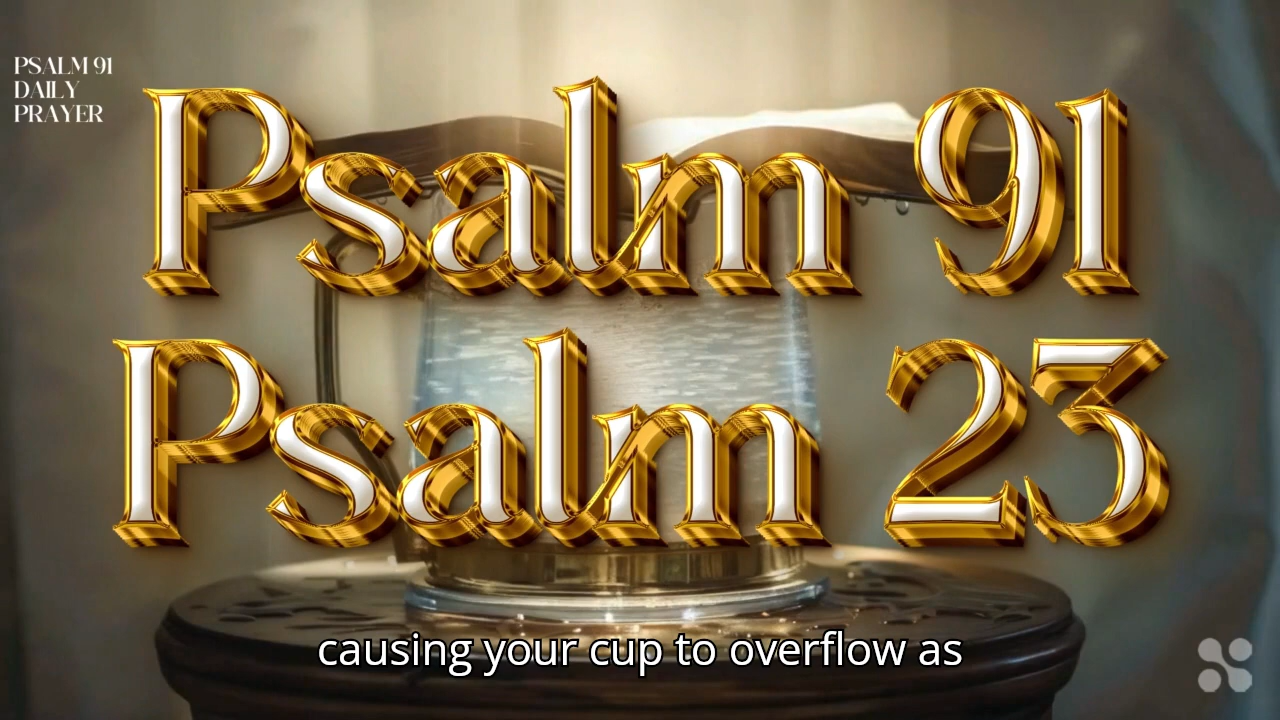 PSALM 91
DAILY
PRAYER
Psalm 91
Psalm 23
causing your cup to overflow as